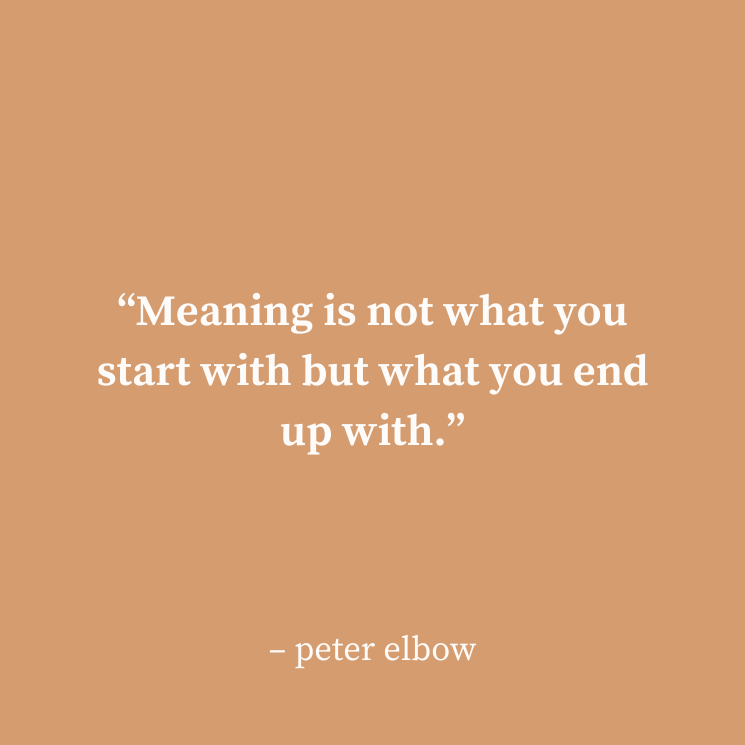 “Meaning is not what you
start with but what you end
up with.”
– peter elbow